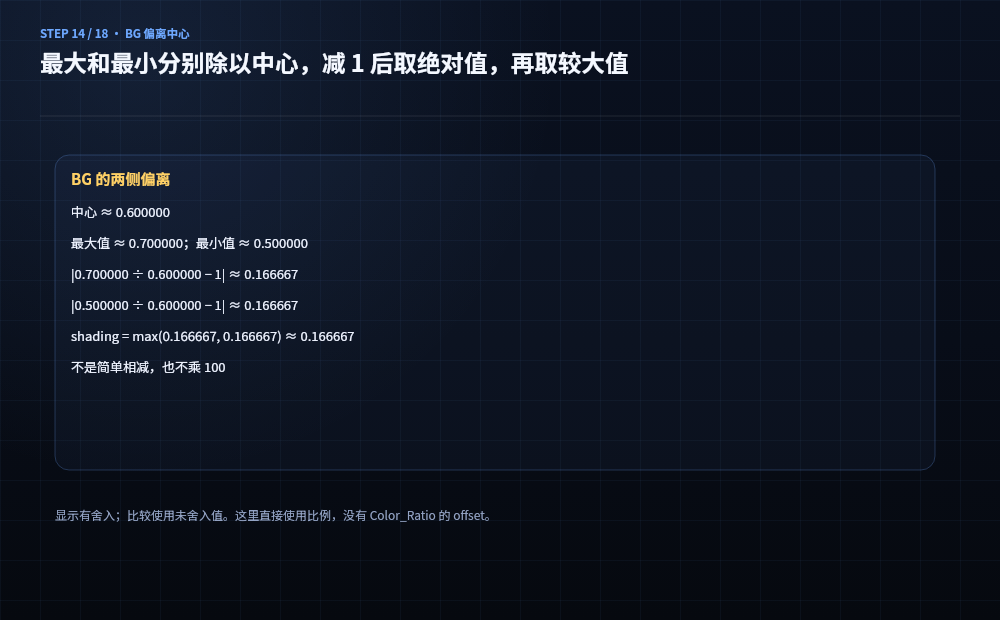 STEP 14 / 18 · BG 偏离中心
最大和最小分别除以中心，减 1 后取绝对值，再取较大值
BG 的两侧偏离
中心 ≈ 0.600000
最大值 ≈ 0.700000；最小值 ≈ 0.500000
|0.700000 ÷ 0.600000 − 1| ≈ 0.166667
|0.500000 ÷ 0.600000 − 1| ≈ 0.166667
shading = max(0.166667, 0.166667) ≈ 0.166667
不是简单相减，也不乘 100
显示有舍入；比较使用未舍入值。这里直接使用比例，没有 Color_Ratio 的 offset。